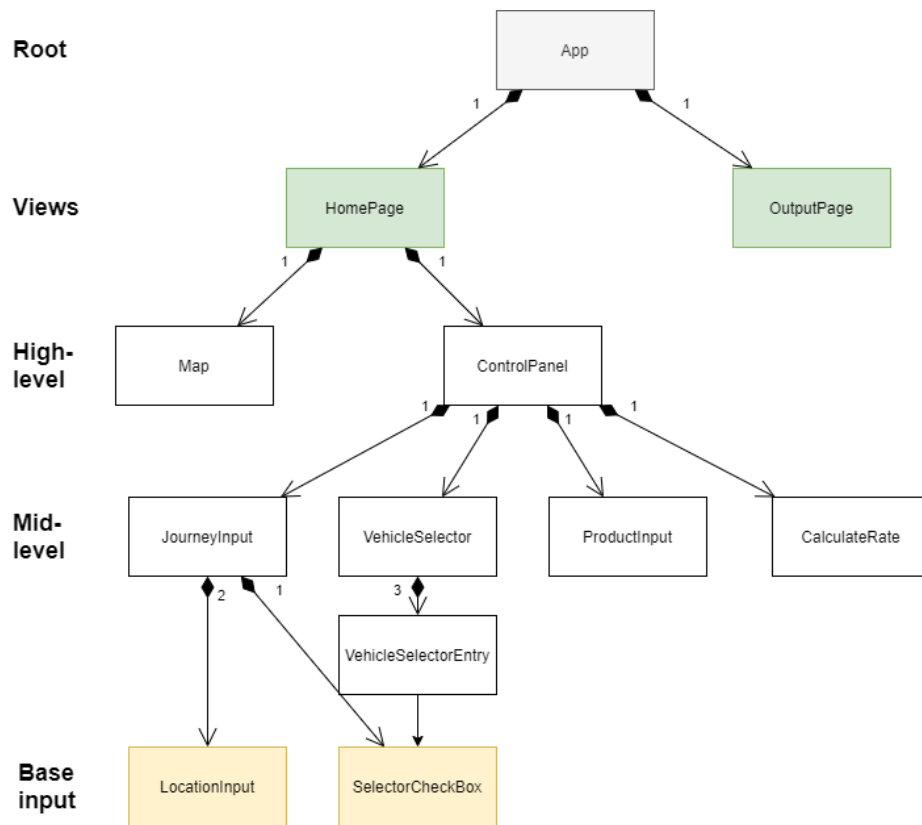 Root
App
1
1
Views
HomePage
OutputPage
1
1
High-
level
Map
ControlPanel
1
1
1
1
Mid-
level
JourneyInput
VehicleSelector
ProductInput
CalculateRate
2
1
3
VehicleSelectorEntry
Base
input
LocationInput
SelectorCheckBox